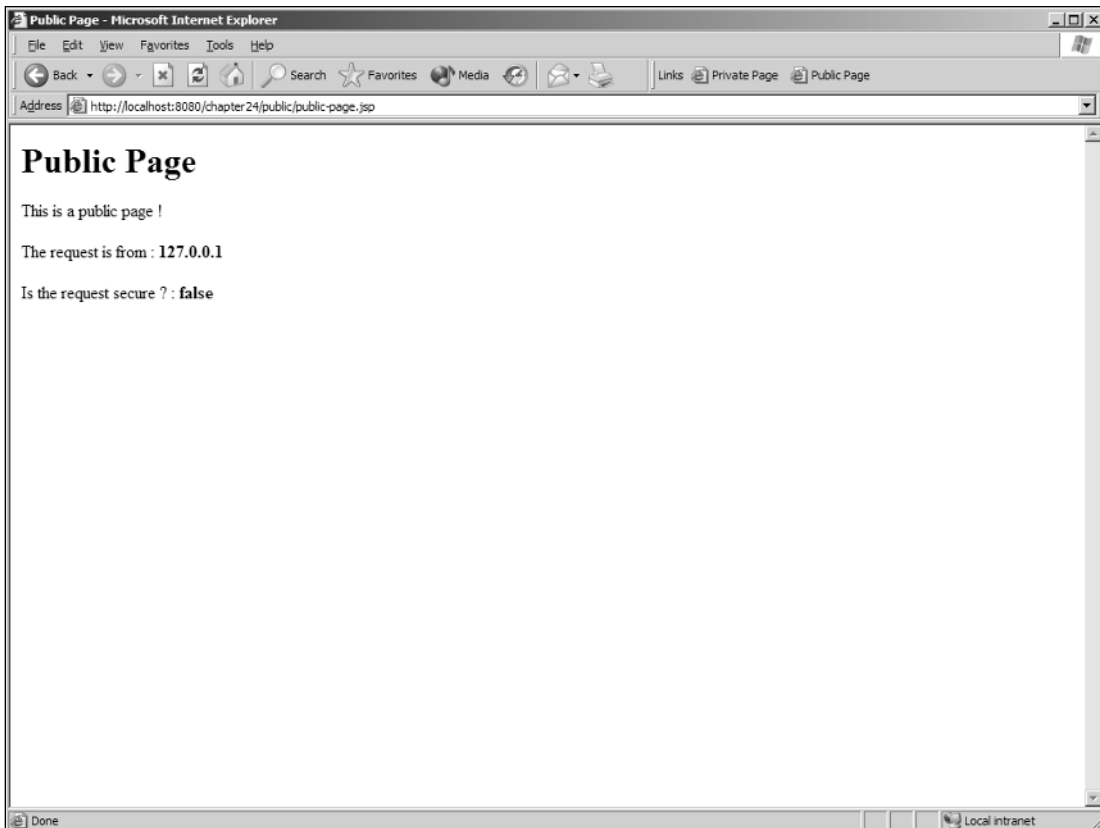 Public Page - Microsoft Internet Explorer
File Edit View Favorites Tools Help
Back Search Favorites Media Links Private Page Public Page
Address http://localhost:8080/chapter24/public/public-page.jsp
Public Page
This is a public page !
The request is from : 127.0.0.1
Is the request secure ? : false
Done Local intranet